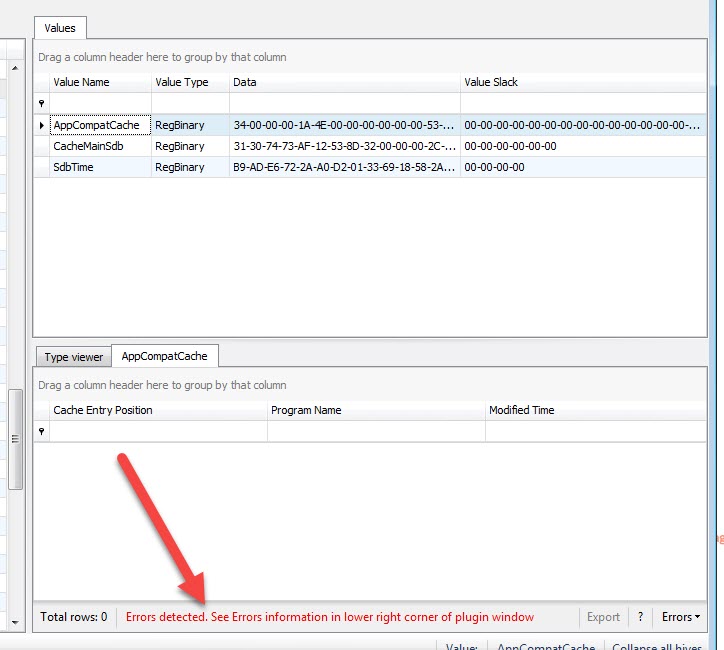 Values
Drag a column header here to group by that column
Value Name Value Type Data Value Slack
AppCompatCache RegBinary 34-00-00-00-1A-4E-00-00-00-00-00-00-53-... 00-00-00-00-00-00-00-00-00-00-00-00-00-...
CacheMainSdb RegBinary 31-30-74-73-AF-12-53-8D-32-00-00-00-2C-... 00-00-00-00-00-00
SdbTime RegBinary B9-AD-E6-72-2A-A0-D2-01-33-69-18-58-2A... 00-00-00-00
Type viewer AppCompatCache
Drag a column header here to group by that column
Cache Entry Position Program Name Modified Time
Total rows: 0 Errors detected. See Errors information in lower right corner of plugin window Export ? Errors
Value: AppCompatCache Collapse all hives